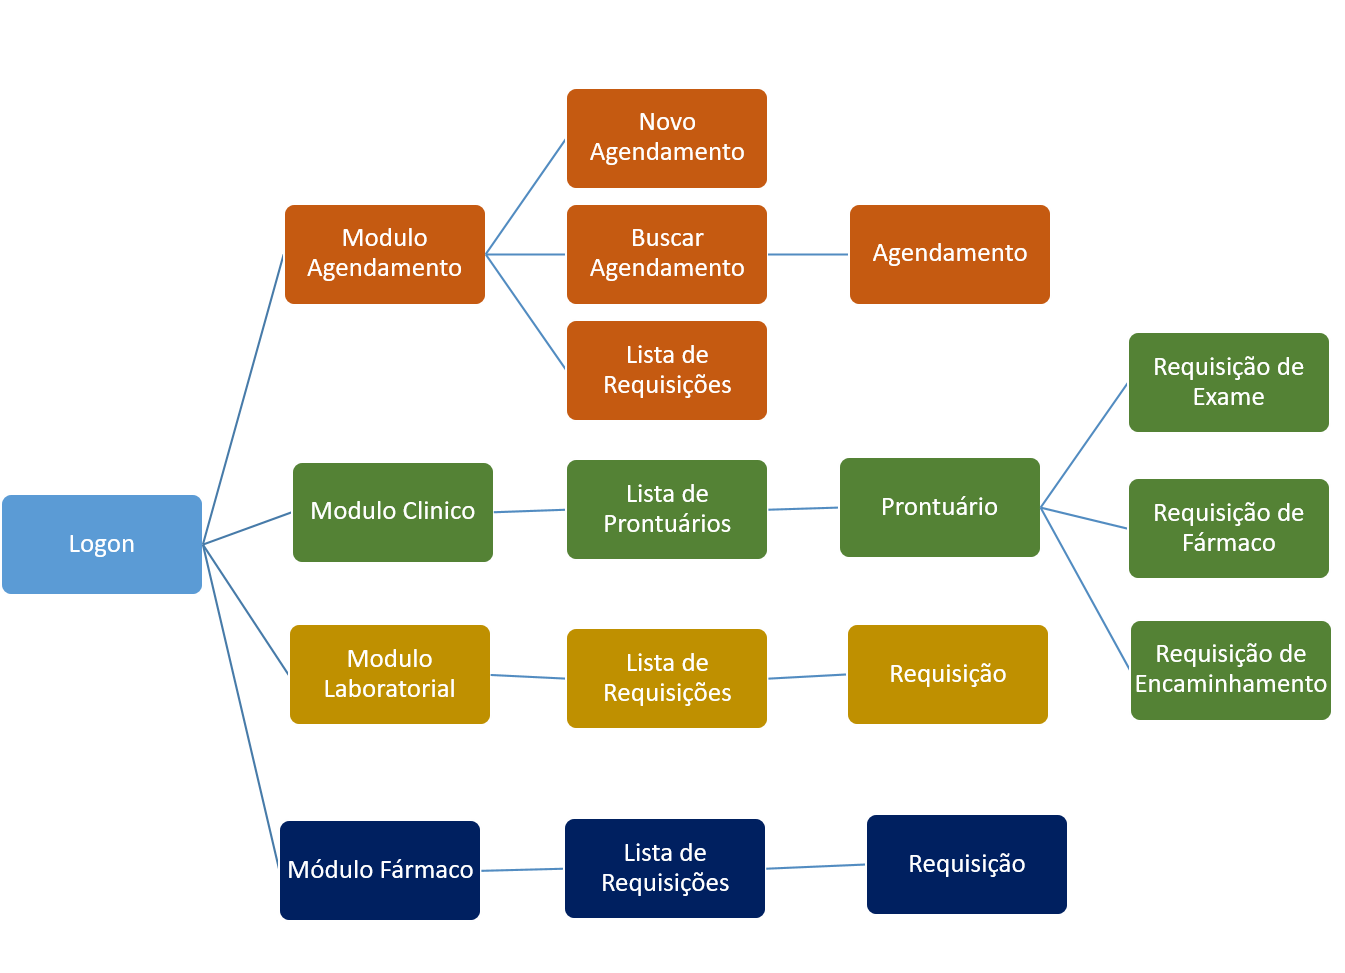 Novo
Agendamento
Modulo
Agendamento
Buscar
Agendamento
Agendamento
Lista de
Requisições
Requisição de
Exame
Logon
Modulo Clinico
Lista de
Prontuários
Prontuário
Requisição de
Fármaco
Requisição de
Encaminhamento
Modulo
Laboratorial
Lista de
Requisições
Requisição
Módulo Fármaco
Lista de
Requisições
Requisição